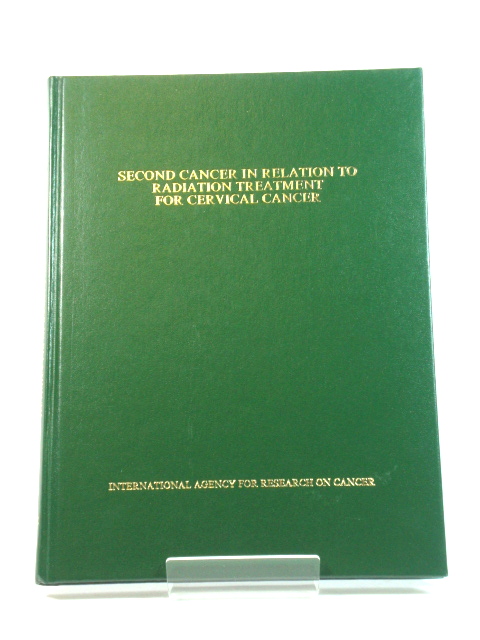 SECOND CANCER IN RELATION TO
RADIATION TREATMENT
FOR CERVICAL CANCER
INTERNATIONAL AGENCY FOR RESEARCH ON CANCER